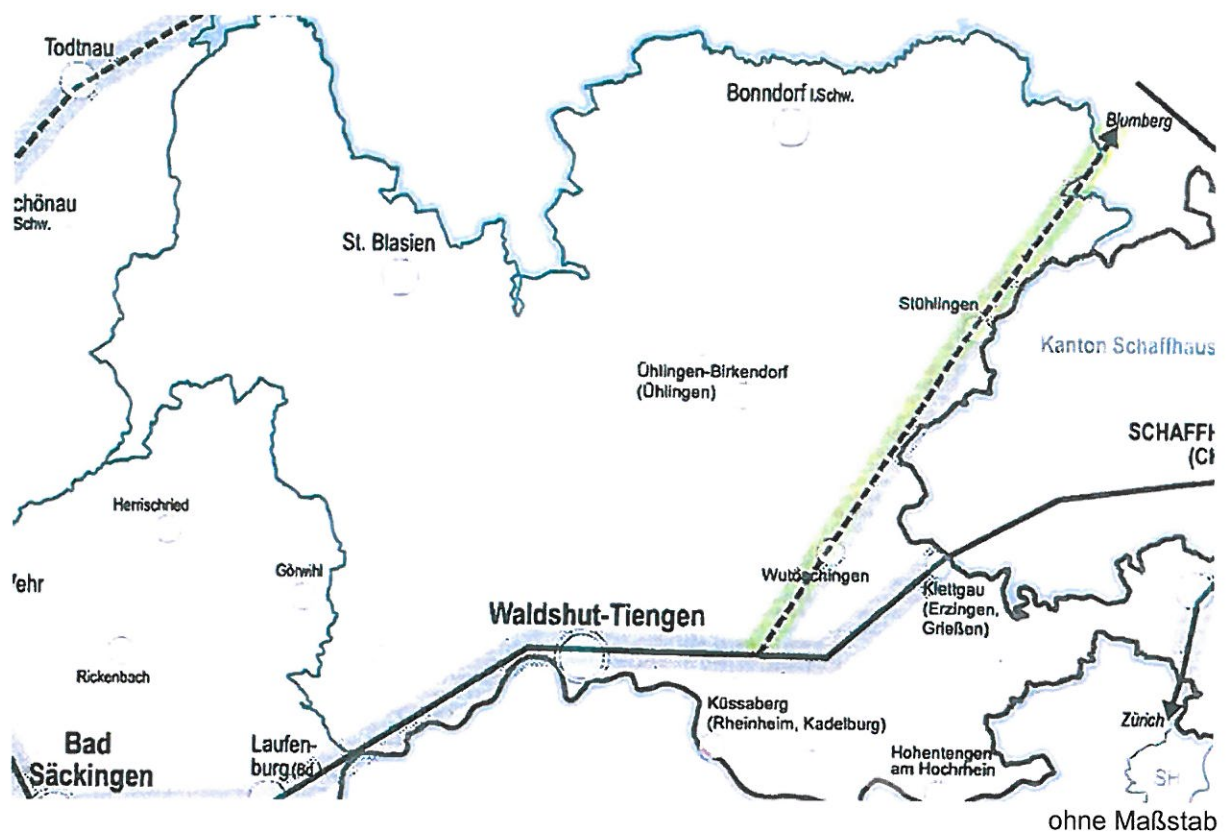 Todtnau
Bonndorf i.Schw.
Blumberg
chönau
Schw.
St. Blasien
Stühlingen
Kanton Schaffhaus
Ühlingen-Birkendorf
(Ühlingen)
SCHAFFH
(CH
Herrischried
Görwihl
Wutöschingen
Klettgau
(Erzingen,
Grießen)
ehr
Waldshut-Tiengen
Rickenbach
Küssaberg
(Rheinheim, Kadelburg)
Zürich
Bad
Säckingen
Laufen-
burg (Bd.)
Hohentengen
am Hochrhein
SH
ohne Maßstab